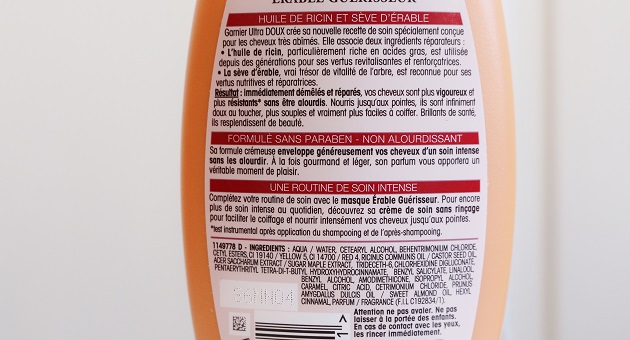 ÉRABLE GUÉRISSEUR
HUILE DE RICIN ET SÈVE D'ÉRABLE
Garnier Ultra DOUX crée sa nouvelle recette de soin spécialement conçue
pour les cheveux très abîmés. Elle associe deux ingrédients réparateurs :
• L'huile de ricin, particulièrement riche en acides gras, est utilisée
depuis des générations pour ses vertus revitalisantes et renforçatrices.
• La sève d'érable, vrai trésor de vitalité de l'arbre, est reconnue pour ses
vertus nutritives et réparatrices.
Résultat : immédiatement démêlés et réparés, vos cheveux sont plus vigoureux et
plus résistants* sans être alourdis. Nourris jusqu'aux pointes, ils sont infiniment
doux au toucher, plus souples et vraiment plus faciles à coiffer. Brillants de santé,
ils resplendissent de beauté.
FORMULÉ SANS PARABEN - NON ALOURDISSANT
Sa formule crémeuse enveloppe généreusement vos cheveux d'un soin intense
sans les alourdir. À la fois gourmand et léger, son parfum vous apportera un
véritable moment de plaisir.
UNE ROUTINE DE SOIN INTENSE
Complétez votre routine de soin avec le masque Érable Guérisseur. Pour encore
plus de soin intense au quotidien, découvrez sa crème de soin sans rinçage
pour faciliter le coiffage et nourrir intensément vos cheveux jusqu'aux pointes.
*test instrumental après application du shampooing et de l'après-shampooing.
1149778 D - INGREDIENTS : AQUA / WATER, CETEARYL ALCOHOL, BEHENTRIMONIUM CHLORIDE,
CETYL ESTERS, CI 19140 / YELLOW 5, CI 14700 / RED 4, RICINUS COMMUNIS OIL / CASTOR SEED OIL,
ACER SACCHARUM EXTRACT / SUGAR MAPLE EXTRACT, TRIDECETH-6, CHLORHEXIDINE DIGLUCONATE,
PENTAERYTHRITYL TETRA-DI-T-BUTYL HYDROXYHYDROCINNAMATE, BENZYL SALICYLATE, LINALOOL,
BENZYL ALCOHOL, AMODIMETHICONE, ISOPROPYL ALCOHOL,
CARAMEL, CITRIC ACID, CETRIMONIUM CHLORIDE, PRUNUS
AMYGDALUS DULCIS OIL / SWEET ALMOND OIL, HEXYL
CINNAMAL, PARFUM / FRAGRANCE (F.I.L C192834/1).
Attention ne pas avaler. Ne pas
laisser à la portée des enfants.
En cas de contact avec les yeux,
les rincer immédiatement.